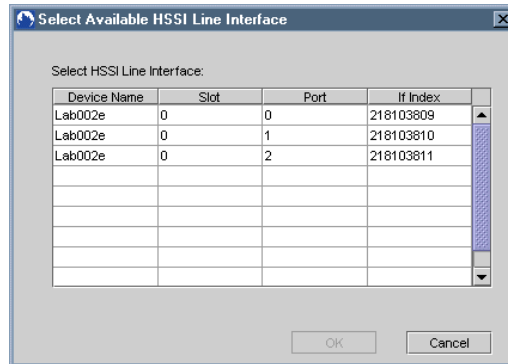 Select Available HSSI Line Interface
Select HSSI Line Interface:
Device Name Slot Port If Index
Lab002e 0 0 218103809
Lab002e 0 1 218103810
Lab002e 0 2 218103811
OK Cancel